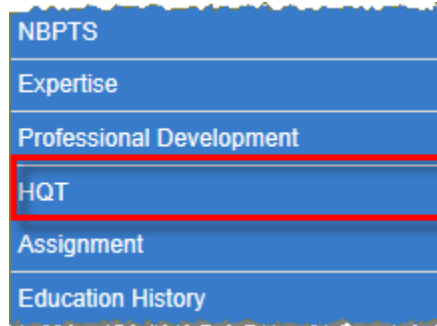 NBPTS
Expertise
Professional Development
HQT
Assignment
Education History